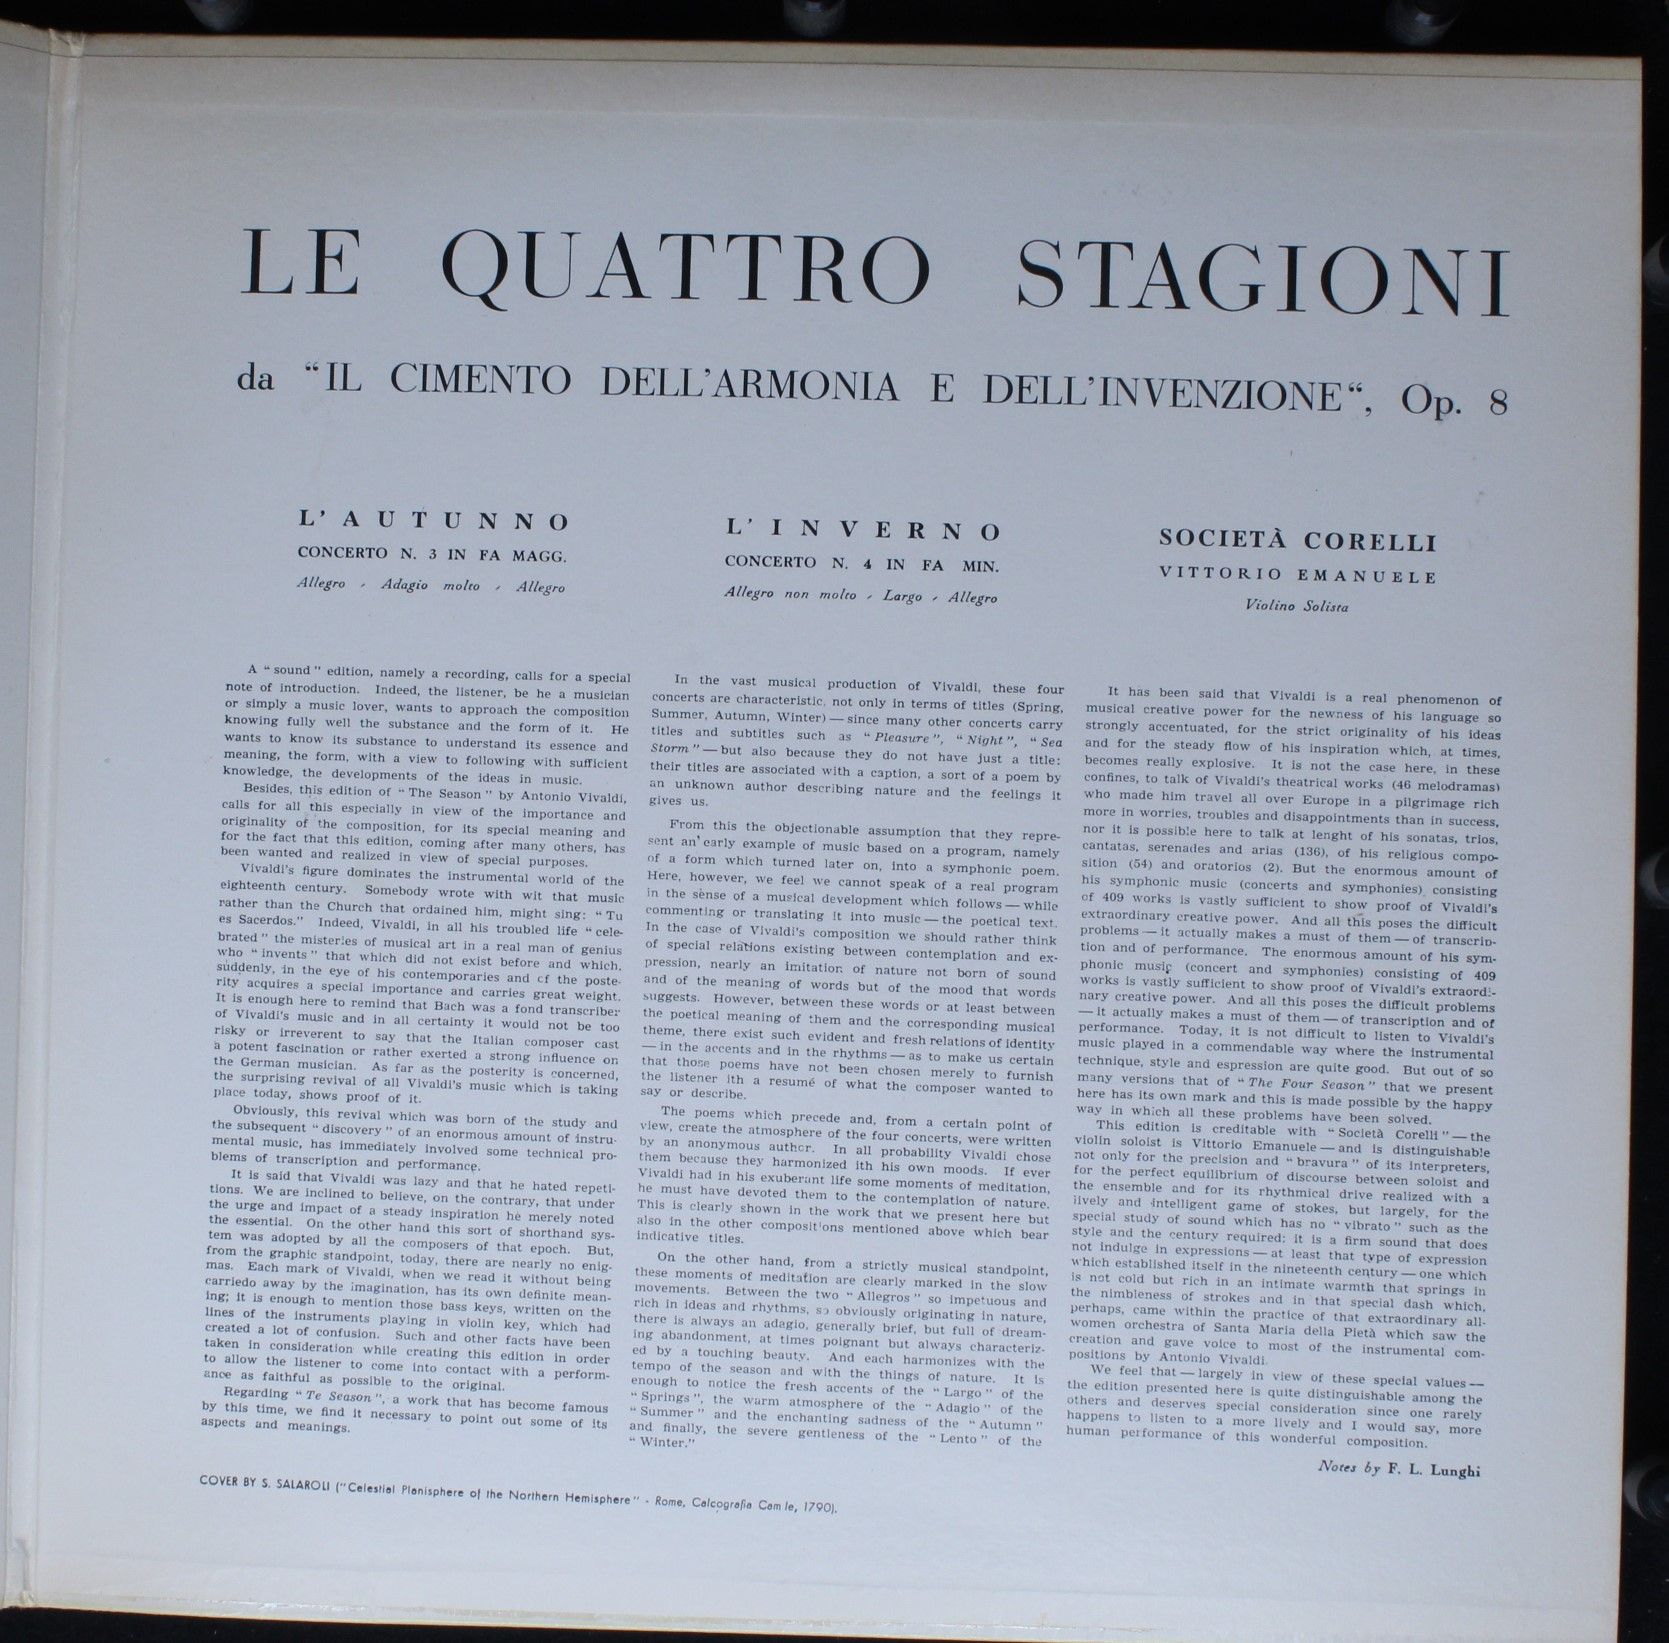 LE QUATTRO STAGIONI
da “IL CIMENTO DELL'ARMONIA E DELL'INVENZIONE“, Op. 8
L'AUTUNNO
CONCERTO N. 3 IN FA MAGG.
Allegro - Adagio molto - Allegro
L'INVERNO
CONCERTO N. 4 IN FA MIN.
Allegro non molto - Largo - Allegro
SOCIETÀ CORELLI
VITTORIO EMANUELE
Violino Solista
A “ sound ” edition, namely a recording, calls for a special
note of introduction. Indeed, the listener, be he a musician
or simply a music lover, wants to approach the composition
knowing fully well the substance and the form of it. He
wants to know its substance to understand its essence and
meaning, the form, with a view to following with sufficient
knowledge, the developments of the ideas in music.
Besides, this edition of “ The Season ” by Antonio Vivaldi,
calls for all this especially in view of the importance and
originality of the composition, for its special meaning and
for the fact that this edition, coming after many others, has
been wanted and realized in view of special purposes.
Vivaldi's figure dominates the instrumental world of the
eighteenth century. Somebody wrote with wit that music
rather than the Church that ordained him, might sing: “ Tu
es Sacerdos.” Indeed, Vivaldi, in all his troubled life “ cele-
brated ” the misteries of musical art in a real man of genius
who “ invents ” that which did not exist before and which,
suddenly, in the eye of his contemporaries and cf the poste-
rity acquires a special importance and carries great weight.
It is enough here to remind that Bach was a fond transcriber
of Vivaldi's music and in all certainty it would not be too
risky or irreverent to say that the Italian composer cast
a potent fascination or rather exerted a strong influence on
the German musician. As far as the posterity is concerned,
the surprising revival of all Vivaldi's music which is taking
place today, shows proof of it.
Obviously, this revival which was born of the study and
the subsequent “ discovery ” of an enormous amount of instru-
mental music, has immediately involved some technical pro-
blems of transcription and performance.
It is said that Vivaldi was lazy and that he hated repeti-
tions. We are inclined to believe, on the contrary, that under
the urge and impact of a steady inspiration he merely noted
the essential. On the other hand this sort of shorthand sys-
tem was adopted by all the composers of that epoch. But,
from the graphic standpoint, today, there are nearly no enig-
mas. Each mark of Vivaldi, when we read it without being
carriedo away by the imagination, has its own definite mean-
ing; it is enough to mention those bass keys, written on the
lines of the instruments playing in violin key, which had
created a lot of confusion. Such and other facts have been
taken in consideration while creating this edition in order
to allow the listener to come into contact with a perform-
ance as faithful as possible to the original.
Regarding “ Te Season ”, a work that has become famous
by this time, we find it necessary to point out some of its
aspects and meanings.
In the vast musical production of Vivaldi, these four
concerts are characteristic, not only in terms of titles (Spring,
Summer, Autumn, Winter) — since many other concerts carry
titles and subtitles such as “ Pleasure ”, “ Night ”, “ Sea
Storm ” — but also because they do not have just a title:
their titles are associated with a caption, a sort of a poem by
an unknown author describing nature and the feelings it
gives us.
From this the objectionable assumption that they repre-
sent an early example of music based on a program, namely
of a form which turned later on, into a symphonic poem.
Here, however, we feel we cannot speak of a real program
in the sense of a musical development which follows — while
commenting or translating it into music — the poetical text.
In the case of Vivaldi's composition we should rather think
of special relations existing between contemplation and ex-
pression, nearly an imitation of nature not born of sound
and of the meaning of words but of the mood that words
suggests. However, between these words or at least between
the poetical meaning of them and the corresponding musical
theme, there exist such evident and fresh relations of identity
— in the accents and in the rhythms — as to make us certain
that those poems have not been chosen merely to furnish
the listener ith a resumé of what the composer wanted to
say or describe.
The poems which precede and, from a certain point of
view, create the atmosphere of the four concerts, were written
by an anonymous author. In all probability Vivaldi chose
them because they harmonized ith his own moods. If ever
Vivaldi had in his exuberant life some moments of meditation,
he must have devoted them to the contemplation of nature.
This is clearly shown in the work that we present here but
also in the other compositions mentioned above which bear
indicative titles.
On the other hand, from a strictly musical standpoint,
these moments of meditation are clearly marked in the slow
movements. Between the two “ Allegros ” so impetuous and
rich in ideas and rhythms, so obviously originating in nature,
there is always an adagio, generally brief, but full of dream-
ing abandonment, at times poignant but always characteriz-
ed by a touching beauty. And each harmonizes with the
tempo of the season and with the things of nature. It is
enough to notice the fresh accents of the “ Largo ” of the
“ Springs ”, the warm atmosphere of the “ Adagio ” of the
“ Summer ” and the enchanting sadness of the “ Autumn ”
and finally, the severe gentleness of the “ Lento ” of the
“ Winter.”
It has been said that Vivaldi is a real phenomenon of
musical creative power for the newness of his language so
strongly accentuated, for the strict originality of his ideas
and for the steady flow of his inspiration which, at times,
becomes really explosive. It is not the case here, in these
confines, to talk of Vivaldi's theatrical works (46 melodramas)
who made him travel all over Europe in a pilgrimage rich
more in worries, troubles and disappointments than in success,
nor it is possible here to talk at lenght of his sonatas, trios,
cantatas, serenades and arias (136), of his religious compo-
sition (54) and oratorios (2). But the enormous amount of
his symphonic music (concerts and symphonies) consisting
of 409 works is vastly sufficient to show proof of Vivaldi's
extraordinary creative power. And all this poses the difficult
problems — it actually makes a must of them — of transcrip-
tion and of performance. The enormous amount of his sym-
phonic music (concert and symphonies) consisting of 409
works is vastly sufficient to show proof of Vivaldi's extraordi-
nary creative power. And all this poses the difficult problems
— it actually makes a must of them — of transcription and of
performance. Today, it is not difficult to listen to Vivaldi's
music played in a commendable way where the instrumental
technique, style and espression are quite good. But out of so
many versions that of “ The Four Season ” that we present
here has its own mark and this is made possible by the happy
way in which all these problems have been solved.
This edition is creditable with “ Società Corelli ” — the
violin soloist is Vittorio Emanuele — and is distinguishable
not only for the precision and “ bravura ” of its interpreters,
for the perfect equilibrium of discourse between soloist and
the ensemble and for its rhythmical drive realized with a
lively and intelligent game of stokes, but largely, for the
special study of sound which has no “ vibrato ” such as the
style and the century required: it is a firm sound that does
not indulge in expressions — at least that type of expression
which established itself in the nineteenth century — one which
is not cold but rich in an intimate warmth that springs in
the nimbleness of strokes and in that special dash which,
perhaps, came within the practice of that extraordinary all-
women orchestra of Santa Maria della Pietà which saw the
creation and gave voice to most of the instrumental com-
positions by Antonio Vivaldi.
We feel that — largely in view of these special values —
the edition presented here is quite distinguishable among the
others and deserves special consideration since one rarely
happens to listen to a more lively and I would say, more
human performance of this wonderful composition.
Notes by F. L. Lunghi
COVER BY S. SALAROLI (“Celestial Planisphere of the Northern Hemisphere” - Rome, Calcografia Cam le, 1790).